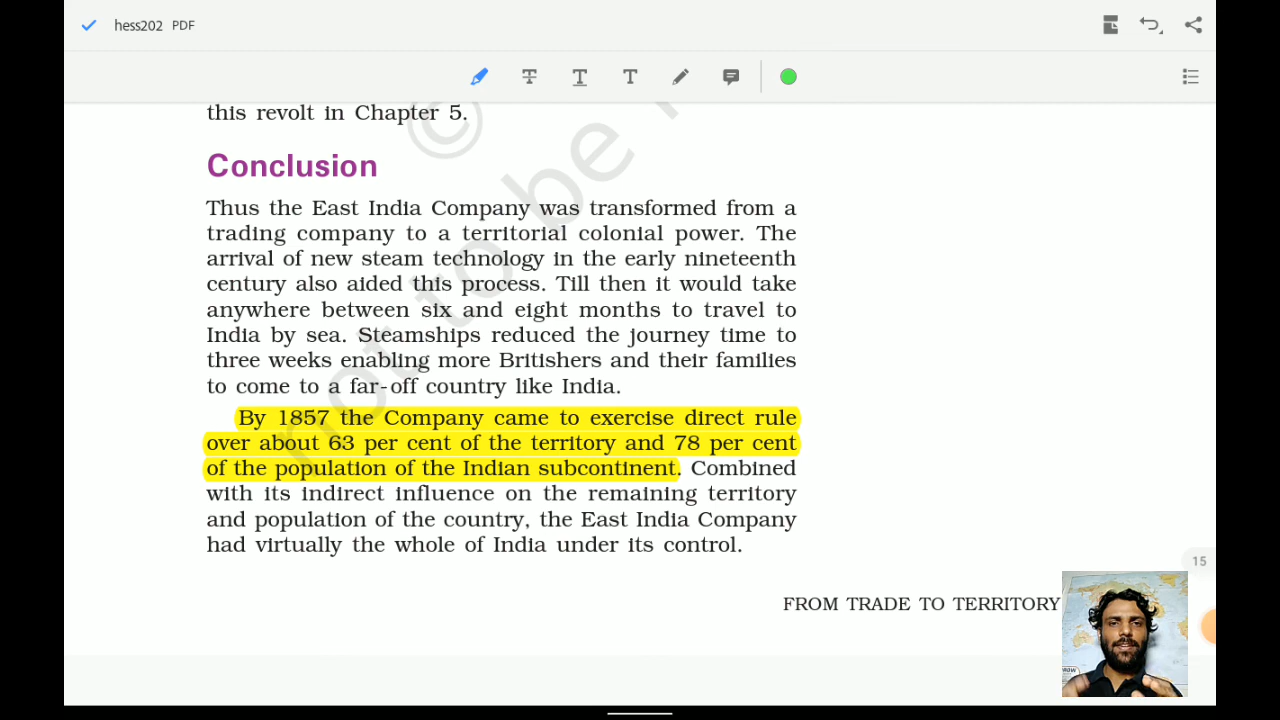 hess202 PDF
this revolt in Chapter 5.
Conclusion
Thus the East India Company was transformed from a
trading company to a territorial colonial power. The
arrival of new steam technology in the early nineteenth
century also aided this process. Till then it would take
anywhere between six and eight months to travel to
India by sea. Steamships reduced the journey time to
three weeks enabling more Britishers and their families
to come to a far-off country like India.
By 1857 the Company came to exercise direct rule
over about 63 per cent of the territory and 78 per cent
of the population of the Indian subcontinent. Combined
with its indirect influence on the remaining territory
and population of the country, the East India Company
had virtually the whole of India under its control.
15
FROM TRADE TO TERRITORY
© not to be